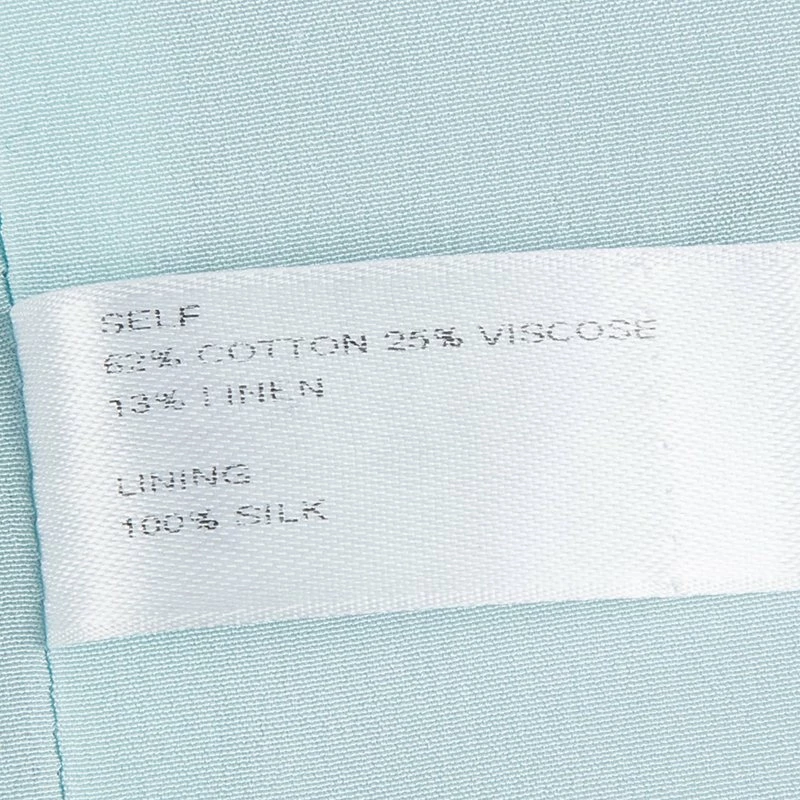 SELF
62% COTTON 25% VISCOSE
13% LINEN
LINING
100% SILK